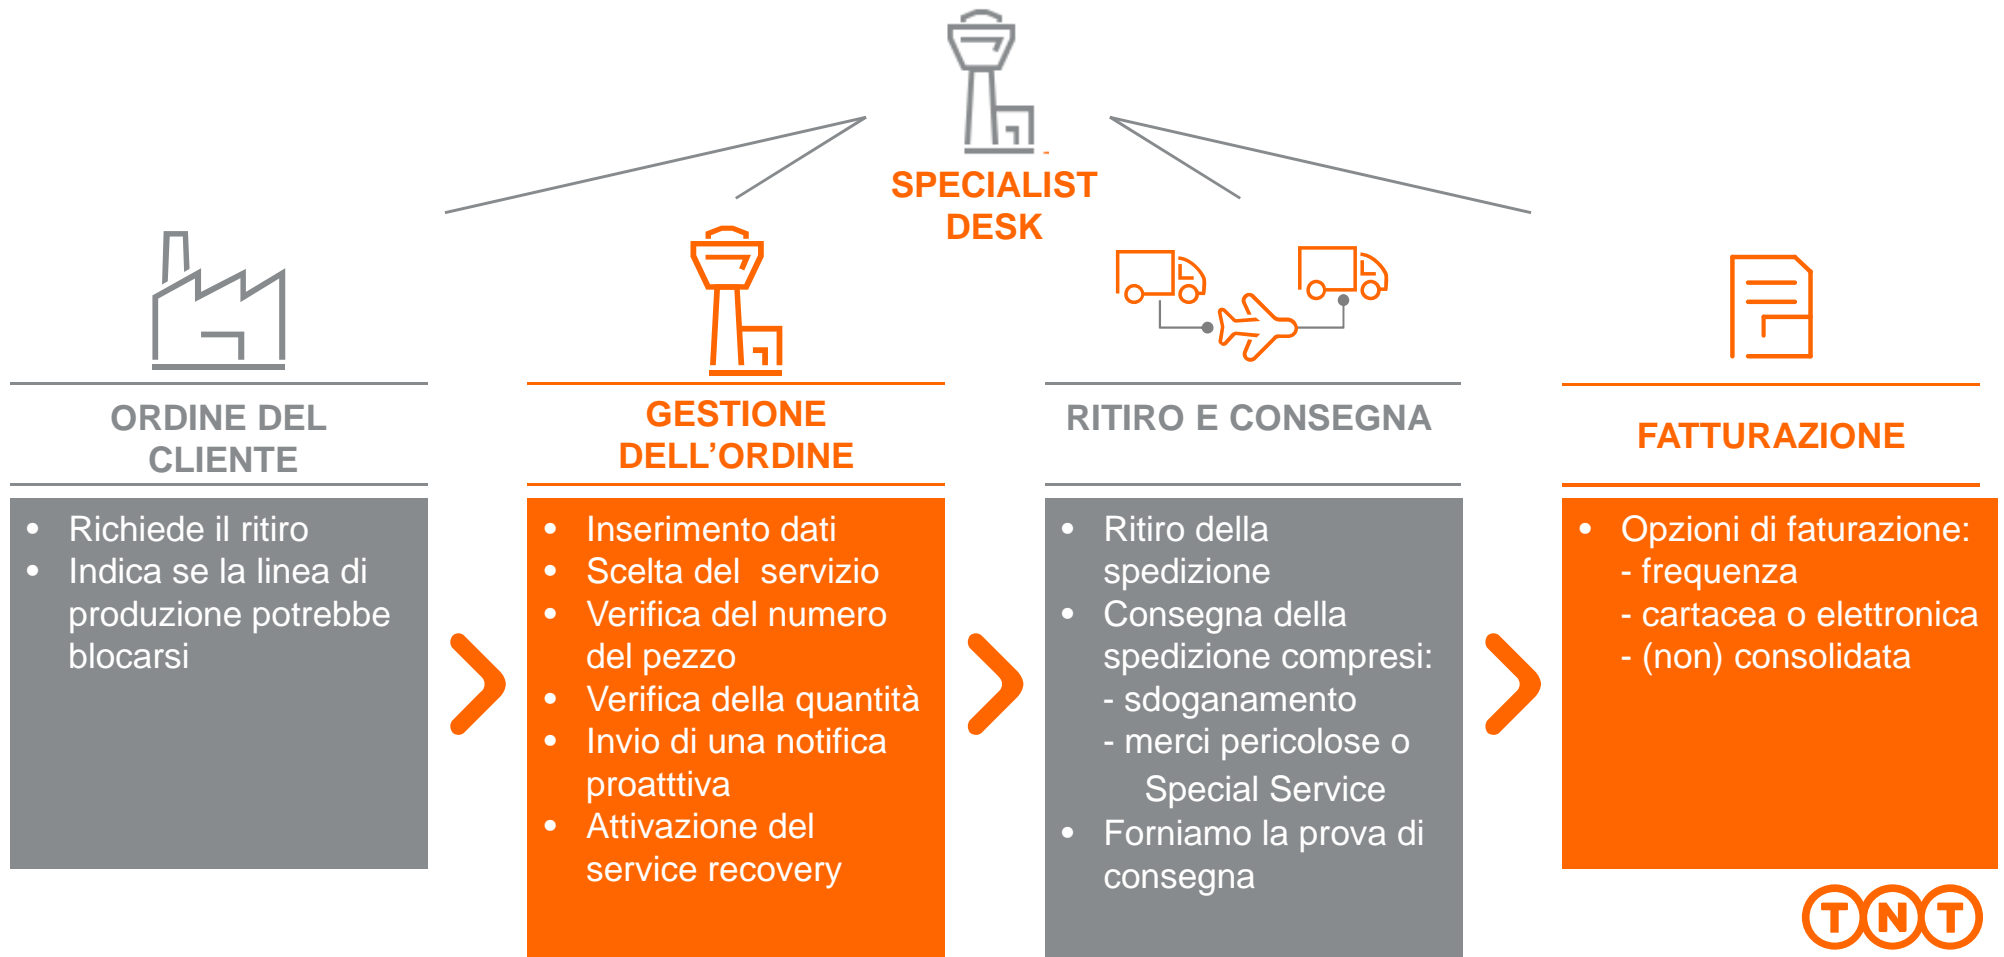 SPECIALIST
DESK
ORDINE DEL
CLIENTE
• Richiede il ritiro
• Indica se la linea di
produzione potrebbe
blocarsi
GESTIONE
DELL’ORDINE
• Inserimento dati
• Scelta del  servizio
• Verifica del numero
del pezzo
• Verifica della quantità
• Invio di una notifica
proatttiva
• Attivazione del
service recovery
RITIRO E CONSEGNA
• Ritiro della
spedizione
• Consegna della
spedizione compresi:
- sdoganamento
- merci pericolose o
Special Service
• Forniamo la prova di
consegna
FATTURAZIONE
• Opzioni di faturazione:
- frequenza
- cartacea o elettronica
- (non) consolidata
TNT